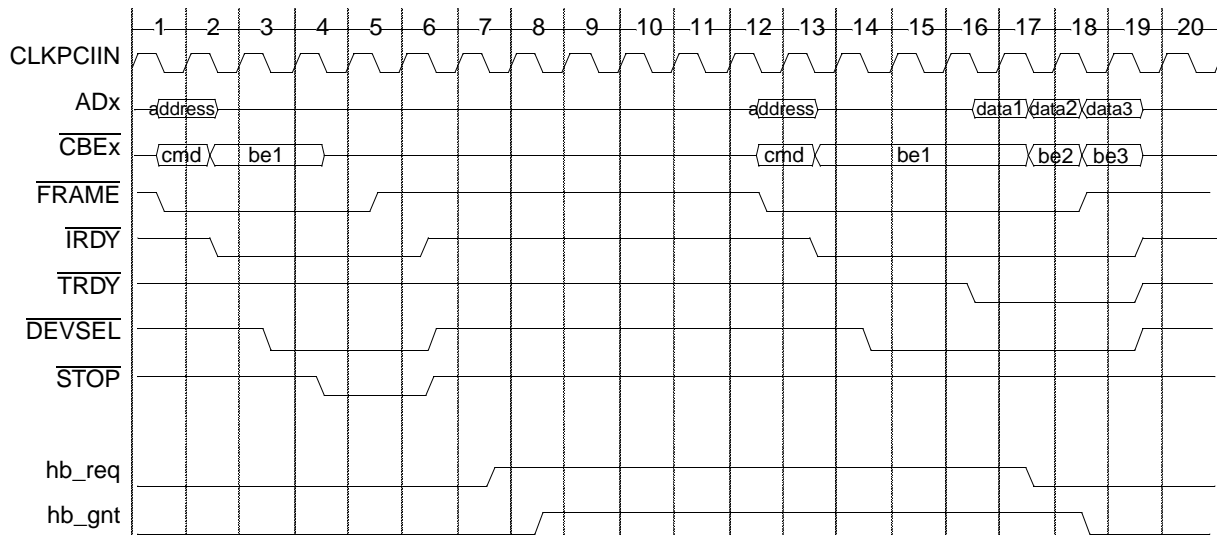 1 2 3 4 5 6 7 8 9 10 11 12 13 14 15 16 17 18 19 20
CLKPCIIN
ADx address address data1 data2 data3
CBEx cmd be1 cmd be1 be2 be3
FRAME
IRDY
TRDY
DEVSEL
STOP
hb_req
hb_gnt